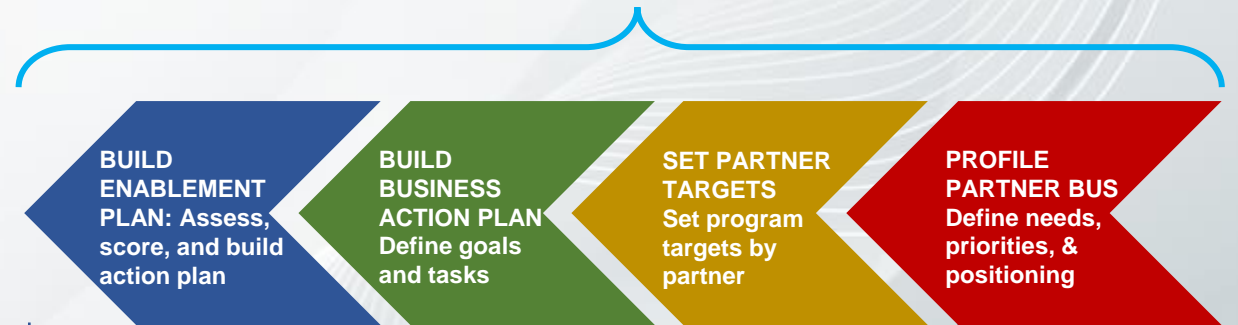 BUILD
ENABLEMENT
PLAN: Assess,
score, and build
action plan
BUILD
BUSINESS
ACTION PLAN
Define goals
and tasks
SET PARTNER
TARGETS
Set program
targets by
partner
PROFILE
PARTNER BUS
Define needs,
priorities, &
positioning